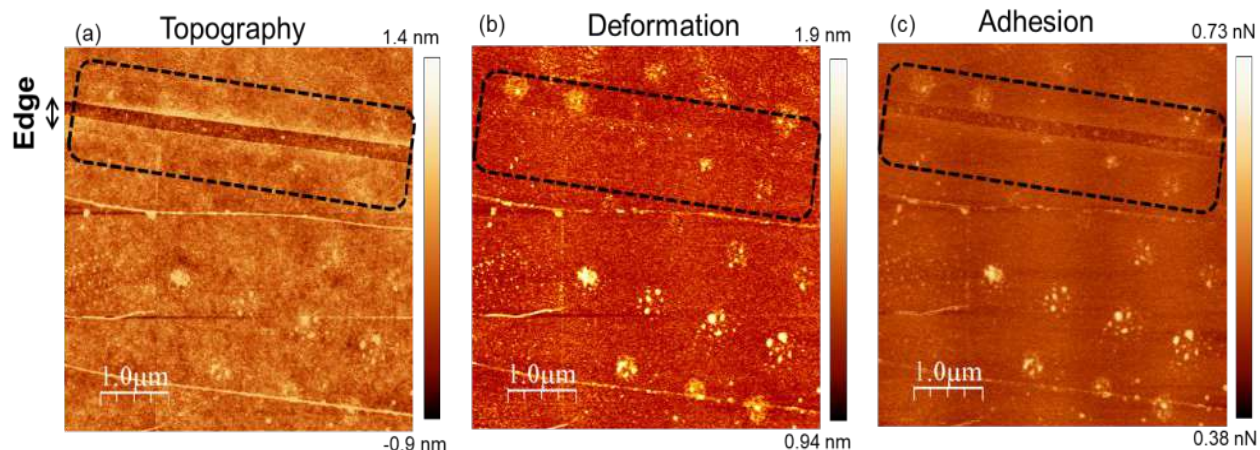 (a) Topography
1.4 nm
Edge
1.0μm
-0.9 nm
(b) Deformation
1.9 nm
1.0μm
0.94 nm
(c) Adhesion
0.73 nN
1.0μm
0.38 nN